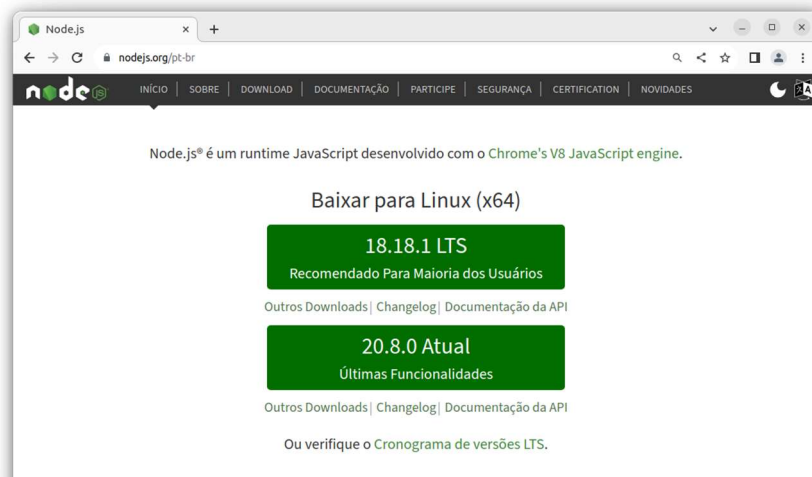 Node.js
nodejs.org/pt-br
node JS
INÍCIO | SOBRE | DOWNLOAD | DOCUMENTAÇÃO | PARTICIPE | SEGURANÇA | CERTIFICATION | NOVIDADES
Node.js® é um runtime JavaScript desenvolvido com o Chrome's V8 JavaScript engine.
Baixar para Linux (x64)
18.18.1 LTS
Recomendado Para Maioria dos Usuários
Outros Downloads| Changelog| Documentação da API
20.8.0 Atual
Últimas Funcionalidades
Outros Downloads| Changelog| Documentação da API
Ou verifique o Cronograma de versões LTS.